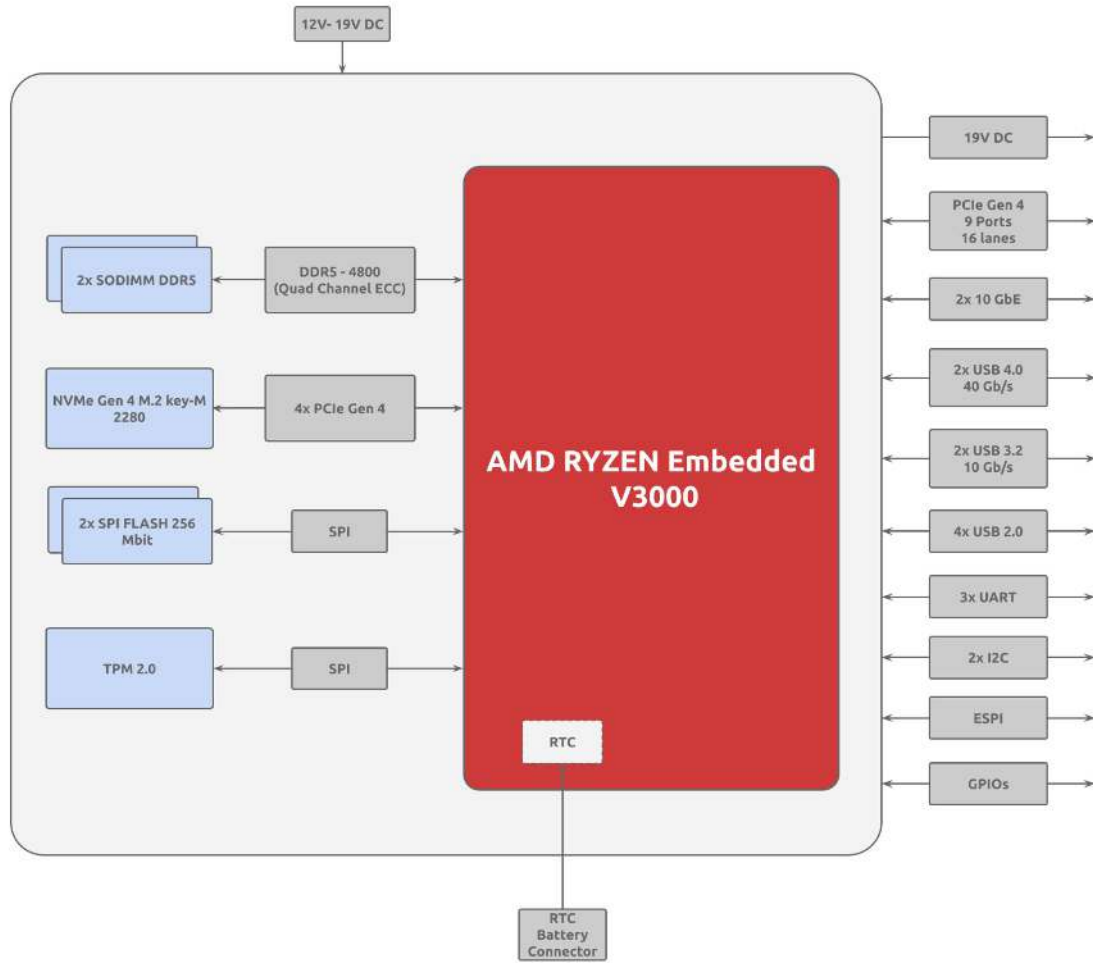 12V- 19V DC
19V DC
PCIe Gen 4
9 Ports
16 lanes
2x SODIMM DDR5
DDR5 - 4800
(Quad Channel ECC)
2x 10 GbE
2x USB 4.0
40 Gb/s
NVMe Gen 4 M.2 key-M
2280
4x PCIe Gen 4
AMD RYZEN Embedded
V3000
2x USB 3.2
10 Gb/s
2x SPI FLASH 256
Mbit
SPI
4x USB 2.0
3x UART
TPM 2.0
SPI
2x I2C
ESPI
RTC
GPIOs
RTC
Battery
Connector